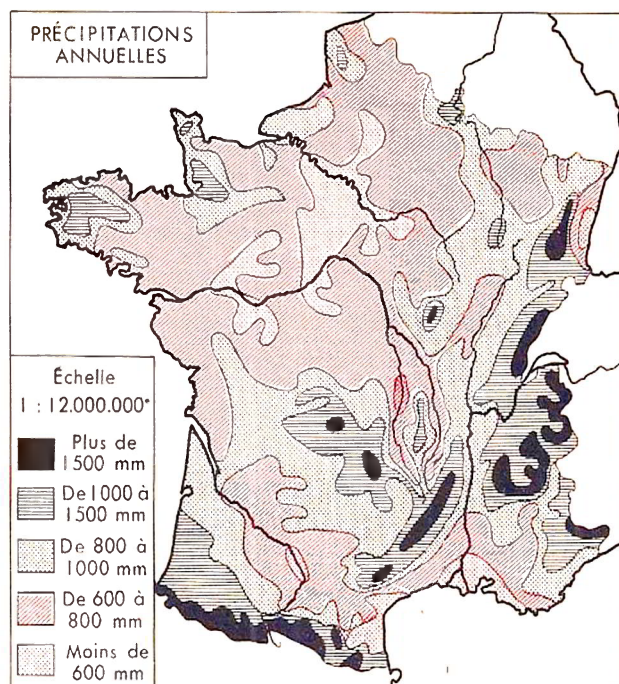 PRÉCIPITATIONS
ANNUELLES
Échelle
1 : 12.000.000ᵉ
Plus de
1500 mm
De 1000 à
1500 mm
De 800 à
1000 mm
De 600 à
800 mm
Moins de
600 mm